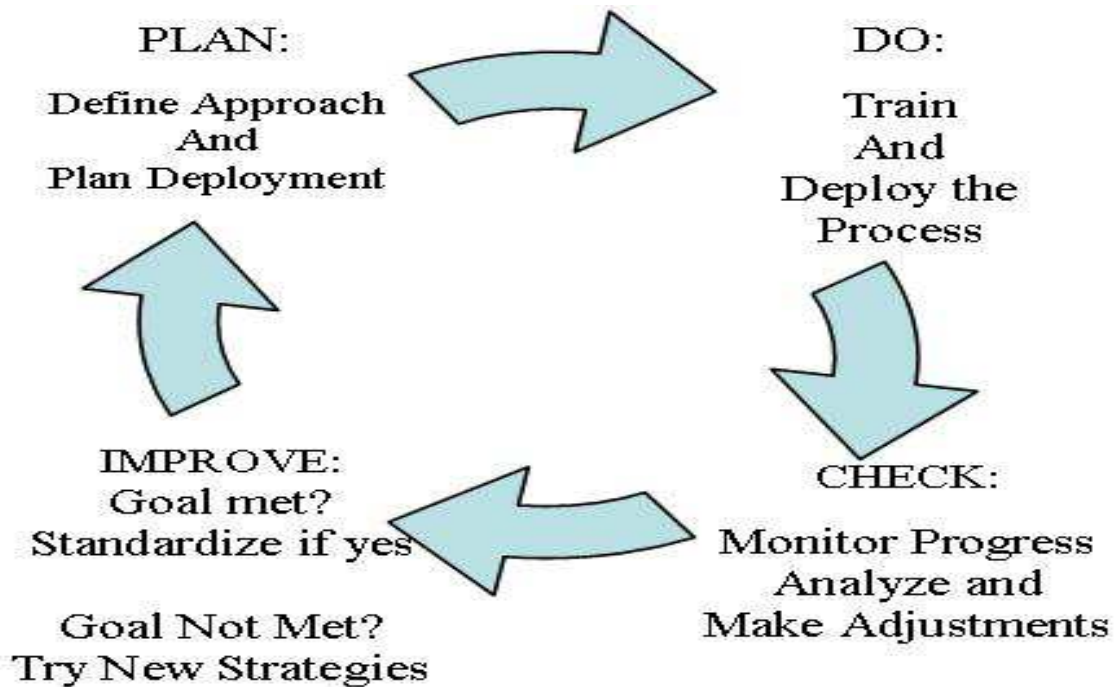 PLAN:
Define Approach
And
Plan Deployment
DO:
Train
And
Deploy the
Process
CHECK:
Monitor Progress
Analyze and
Make Adjustments
IMPROVE:
Goal met?
Standardize if yes
Goal Not Met?
Try New Strategies